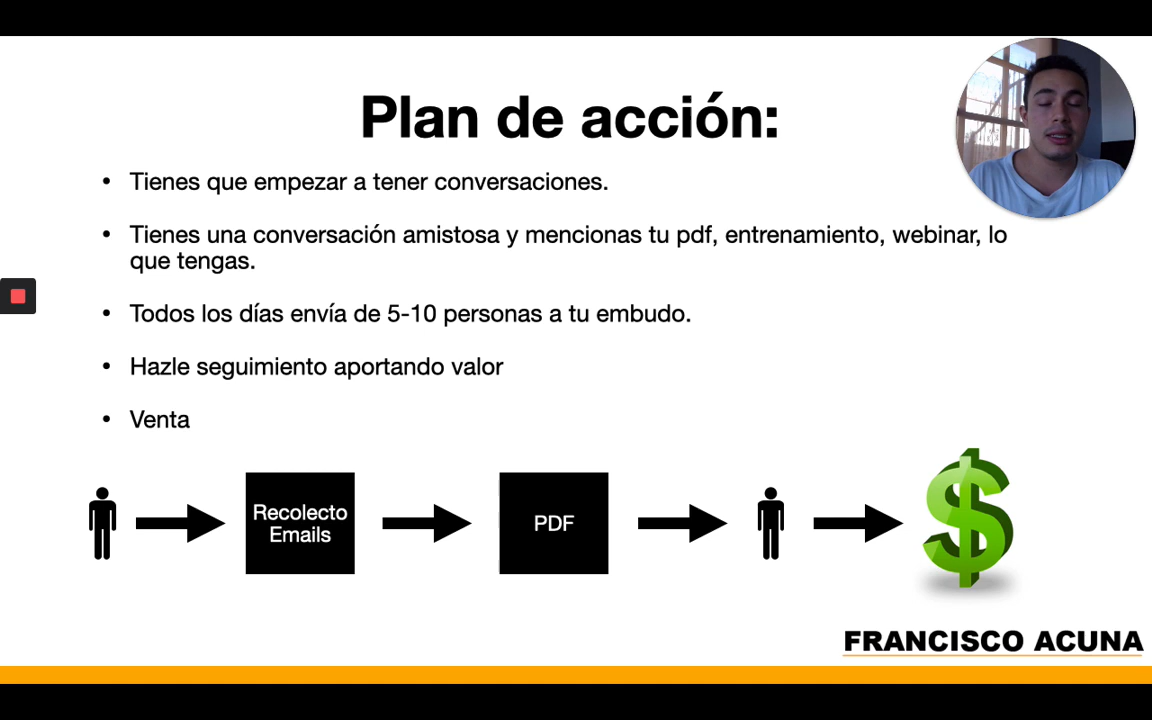 Plan de acción:
• Tienes que empezar a tener conversaciones.
• Tienes una conversación amistosa y mencionas tu pdf, entrenamiento, webinar, lo
que tengas.
• Todos los días envía de 5-10 personas a tu embudo.
• Hazle seguimiento aportando valor
• Venta
Recolecto
Emails
PDF
FRANCISCO ACUNA